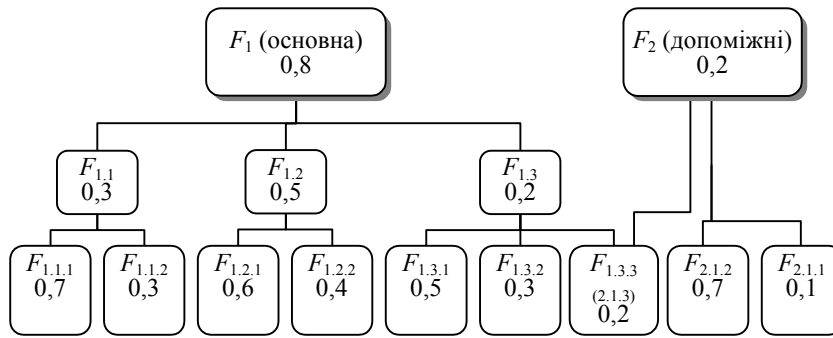 F1 (основна)
0,8
F2 (допоміжні)
0,2
F1.1
0,3
F1.2
0,5
F1.3
0,2
F1.1.1
0,7
F1.1.2
0,3
F1.2.1
0,6
F1.2.2
0,4
F1.3.1
0,5
F1.3.2
0,3
F1.3.3
(2.1.3)
0,2
F2.1.2
0,7
F2.1.1
0,1